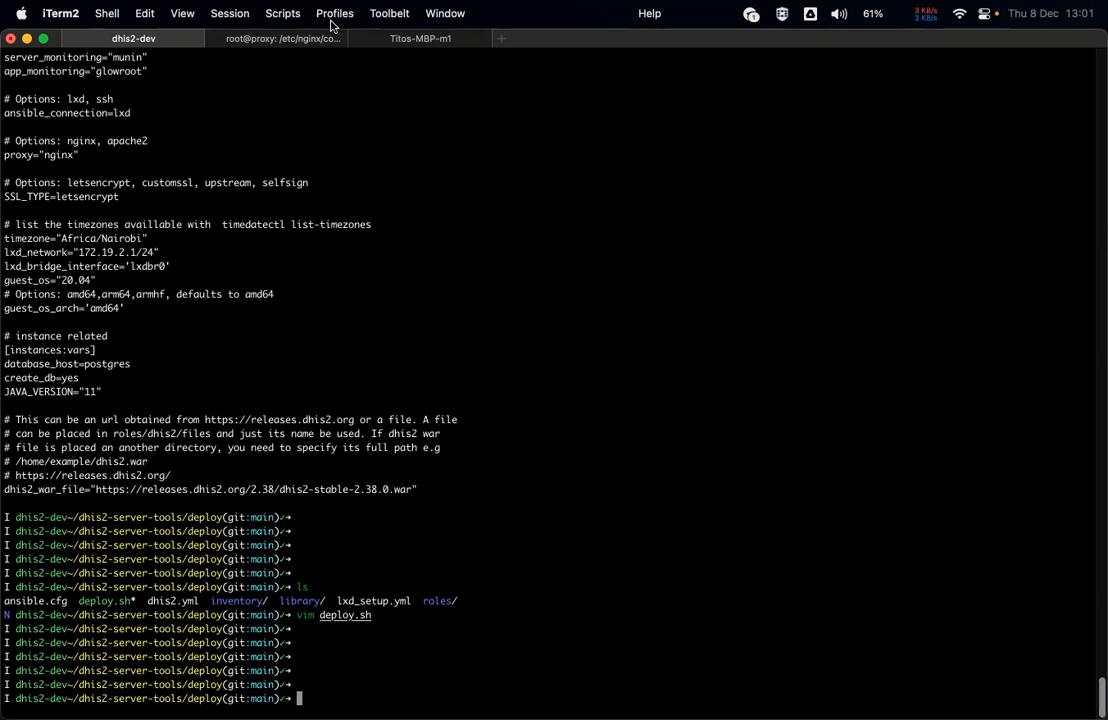 iTerm2 Shell Edit View Session Scripts Profiles Toolbelt Window Help 1 A 61% 3 KB/s 3 KB/s Thu 8 Dec 13:01
dhis2-dev root@proxy: /etc/nginx/co... Titos-MBP-m1 +
server_monitoring="munin"
app_monitoring="glowroot"
# Options: lxd, ssh
ansible_connection=lxd
# Options: nginx, apache2
proxy="nginx"
# Options: letsencrypt, customssl, upstream, selfsign
SSL_TYPE=letsencrypt
# list the timezones availlable with  timedatectl list-timezones
timezone="Africa/Nairobi"
lxd_network="172.19.2.1/24"
lxd_bridge_interface='lxdbr0'
guest_os="20.04"
# Options: amd64,arm64,armhf, defaults to amd64
guest_os_arch='amd64'
# instance related
[instances:vars]
database_host=postgres
create_db=yes
JAVA_VERSION="11"
# This can be an url obtained from https://releases.dhis2.org or a file. A file
# can be placed in roles/dhis2/files and just its name be used. If dhis2 war
# file is placed an another directory, you need to specify its full path e.g
# /home/example/dhis2.war
# https://releases.dhis2.org/
dhis2_war_file="https://releases.dhis2.org/2.38/dhis2-stable-2.38.0.war"
I dhis2-dev~/dhis2-server-tools/deploy(git:main)✓➜
I dhis2-dev~/dhis2-server-tools/deploy(git:main)✓➜
I dhis2-dev~/dhis2-server-tools/deploy(git:main)✓➜
I dhis2-dev~/dhis2-server-tools/deploy(git:main)✓➜
I dhis2-dev~/dhis2-server-tools/deploy(git:main)✓➜
I dhis2-dev~/dhis2-server-tools/deploy(git:main)✓➜ ls
ansible.cfg deploy.sh* dhis2.yml inventory/ library/ lxd_setup.yml roles/
N dhis2-dev~/dhis2-server-tools/deploy(git:main)✓➜ vim deploy.sh
I dhis2-dev~/dhis2-server-tools/deploy(git:main)✓➜
I dhis2-dev~/dhis2-server-tools/deploy(git:main)✓➜
I dhis2-dev~/dhis2-server-tools/deploy(git:main)✓➜
I dhis2-dev~/dhis2-server-tools/deploy(git:main)✓➜
I dhis2-dev~/dhis2-server-tools/deploy(git:main)✓➜
I dhis2-dev~/dhis2-server-tools/deploy(git:main)✓➜